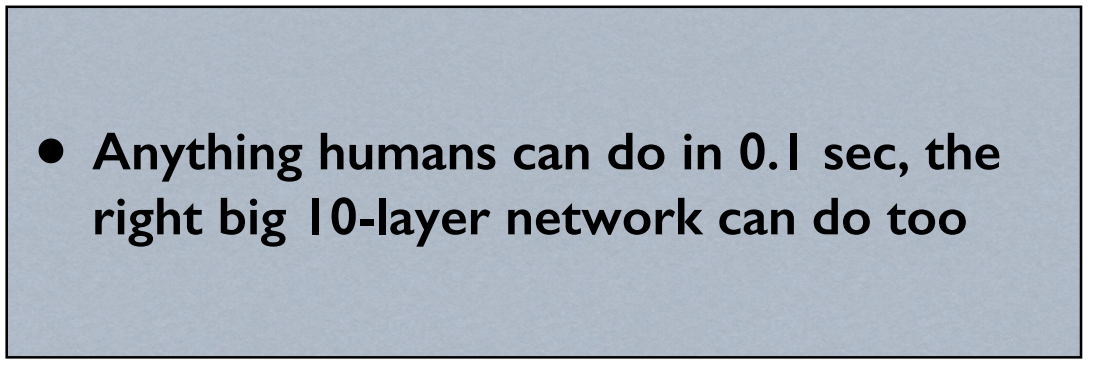 • Anything humans can do in 0.1 sec, the
right big 10-layer network can do too